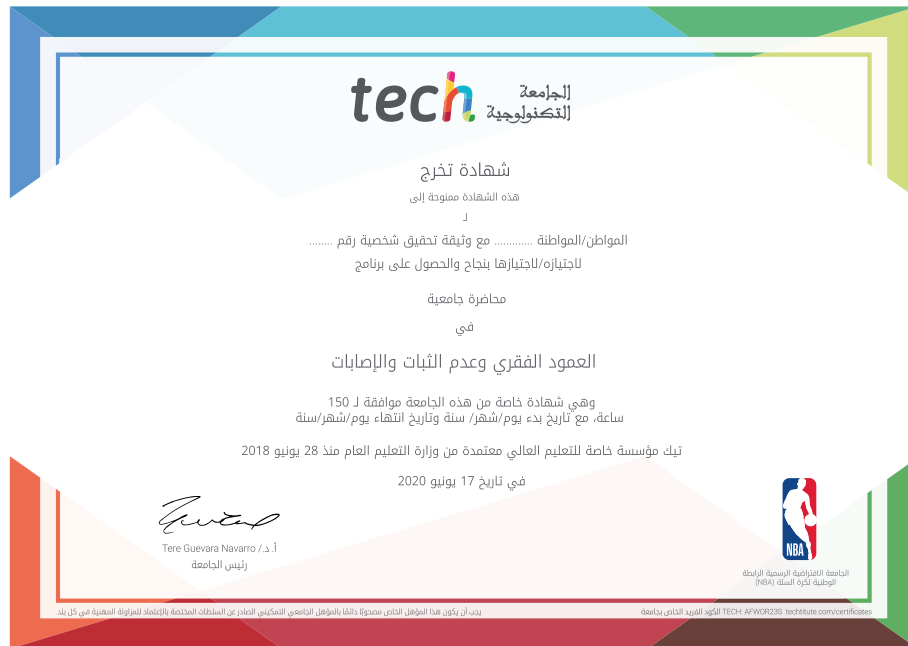 tech الجامعة
التكنولوجية
شهادة تخرج
هذه الشهادة ممنوحة إلى
لـ
المواطن/المواطنة ............. مع وثيقة تحقيق شخصية رقم ........
لاجتيازه/لاجتيازها بنجاح والحصول على برنامج
محاضرة جامعية
في
العمود الفقري وعدم الثبات والإصابات
وهي شهادة خاصة من هذه الجامعة موافقة لـ 150
ساعة، مع تاريخ بدء يوم/شهر/ سنة وتاريخ انتهاء يوم/شهر/سنة
تيك مؤسسة خاصة للتعليم العالي معتمدة من وزارة التعليم العام منذ 28 يونيو 2018
في تاريخ 17 يونيو 2020
أ. د./ Tere Guevara Navarro
رئيس الجامعة
NBA
الجامعة الافتراضية الرسمية الرابطة
الوطنية لكرة السلة (NBA)
يجب أن يكون هذا المؤهل الخاص مصحوبًا دائمًا بالمؤهل الجامعي التمكيني الصادر عن السلطات المختصة بالإعتماد للمزاولة المهنية في كل بلد.
الكود الفريد الخاص بجامعة TECH: AFWOR23S techtitute.com/certificates